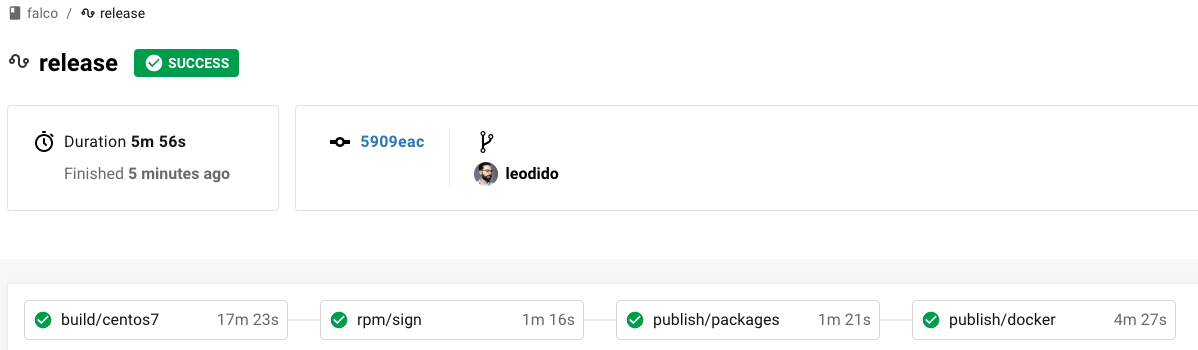 falco / release
release SUCCESS
Duration 5m 56s
Finished 5 minutes ago
5909eac
leodido
build/centos7 17m 23s
rpm/sign 1m 16s
publish/packages 1m 21s
publish/docker 4m 27s